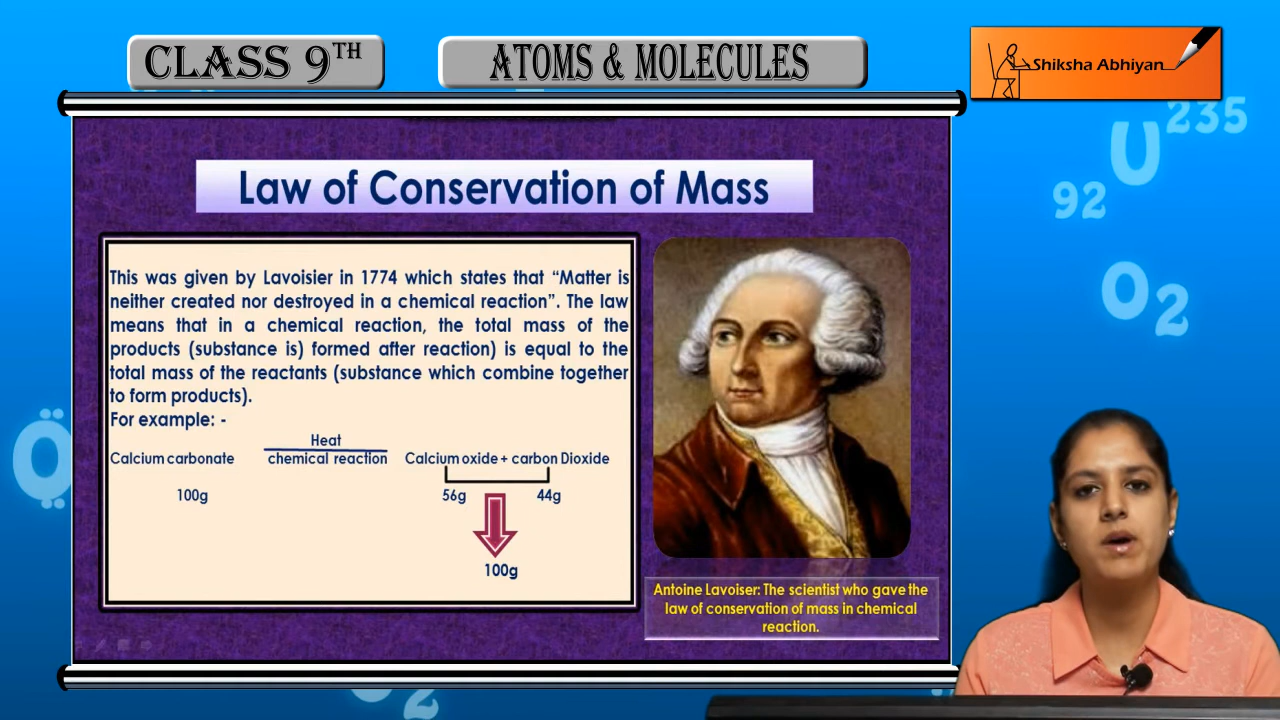 CLASS 9TH
ATOMS & MOLECULES
Shiksha Abhiyan
U235
92
O2
Law of Conservation of Mass
This was given by Lavoisier in 1774 which states that “Matter is
neither created nor destroyed in a chemical reaction”. The law
means that in a chemical reaction, the total mass of the
products (substance is) formed after reaction) is equal to the
total mass of the reactants (substance which combine together
to form products).
For example: -
Heat
Calcium carbonate chemical reaction Calcium oxide + carbon Dioxide
100g 56g 44g
100g
Antoine Lavoiser: The scientist who gave the
law of conservation of mass in chemical
reaction.